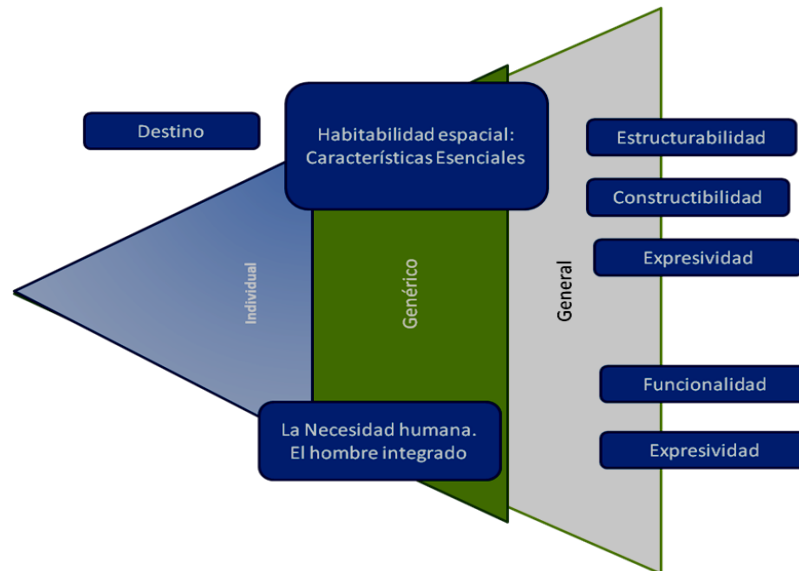 Destino
Habitabilidad espacial:
Características Esenciales
Estructurabilidad
Constructibilidad
Expresividad
Individual
Genérico
General
Funcionalidad
La Necesidad humana.
El hombre integrado
Expresividad